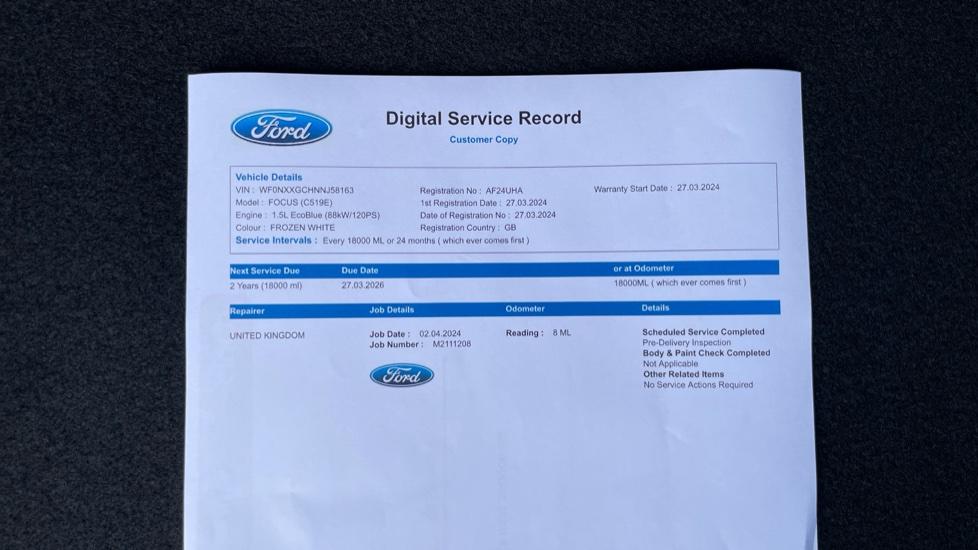 Ford
Digital Service Record
Customer Copy
Vehicle Details
VIN : WF0NXXGCHNNJ58163 Registration No : AF24UHA Warranty Start Date : 27.03.2024
Model : FOCUS (C519E) 1st Registration Date : 27.03.2024
Engine : 1.5L EcoBlue (88kW/120PS) Date of Registration No : 27.03.2024
Colour : FROZEN WHITE Registration Country : GB
Service Intervals : Every 18000 ML or 24 months ( which ever comes first )
Next Service Due Due Date or at Odometer
2 Years (18000 ml) 27.03.2026 18000ML ( which ever comes first )
Repairer Job Details Odometer Details
UNITED KINGDOM Job Date : 02.04.2024 Reading : 8 ML Scheduled Service Completed
Job Number : M2111208 Pre-Delivery Inspection
Body & Paint Check Completed
Not Applicable
Ford Other Related Items
No Service Actions Required